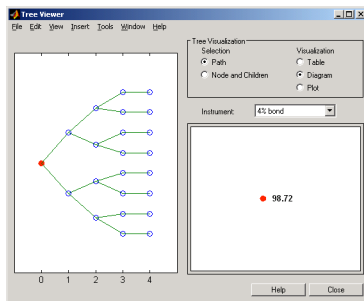 Tree Viewer
File Edit View Insert Tools Window Help
Tree Visualization
Selection
Visualization
Path
Table
Node and Children
Diagram
Plot
Instrument:
4% bond
98.72
0 1 2 3 4
Help Close